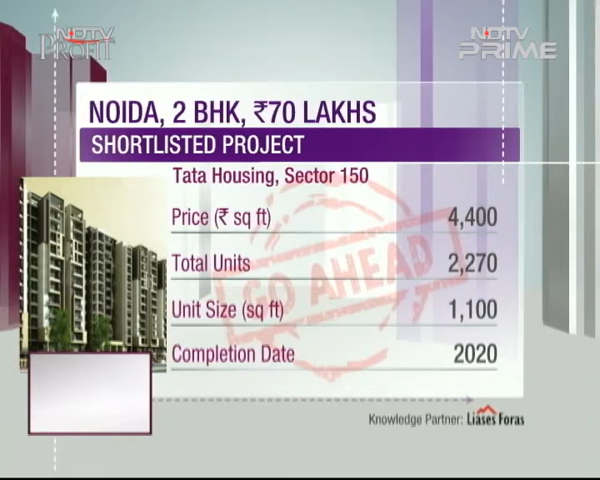 NDTV PROFIT
NDTV PRIME
NOIDA, 2 BHK, ₹70 LAKHS
SHORTLISTED PROJECT
Tata Housing, Sector 150
Price (₹ sq ft) 4,400
Total Units 2,270
Unit Size (sq ft) 1,100
Completion Date 2020
GO AHEAD
Knowledge Partner: Liases Foras